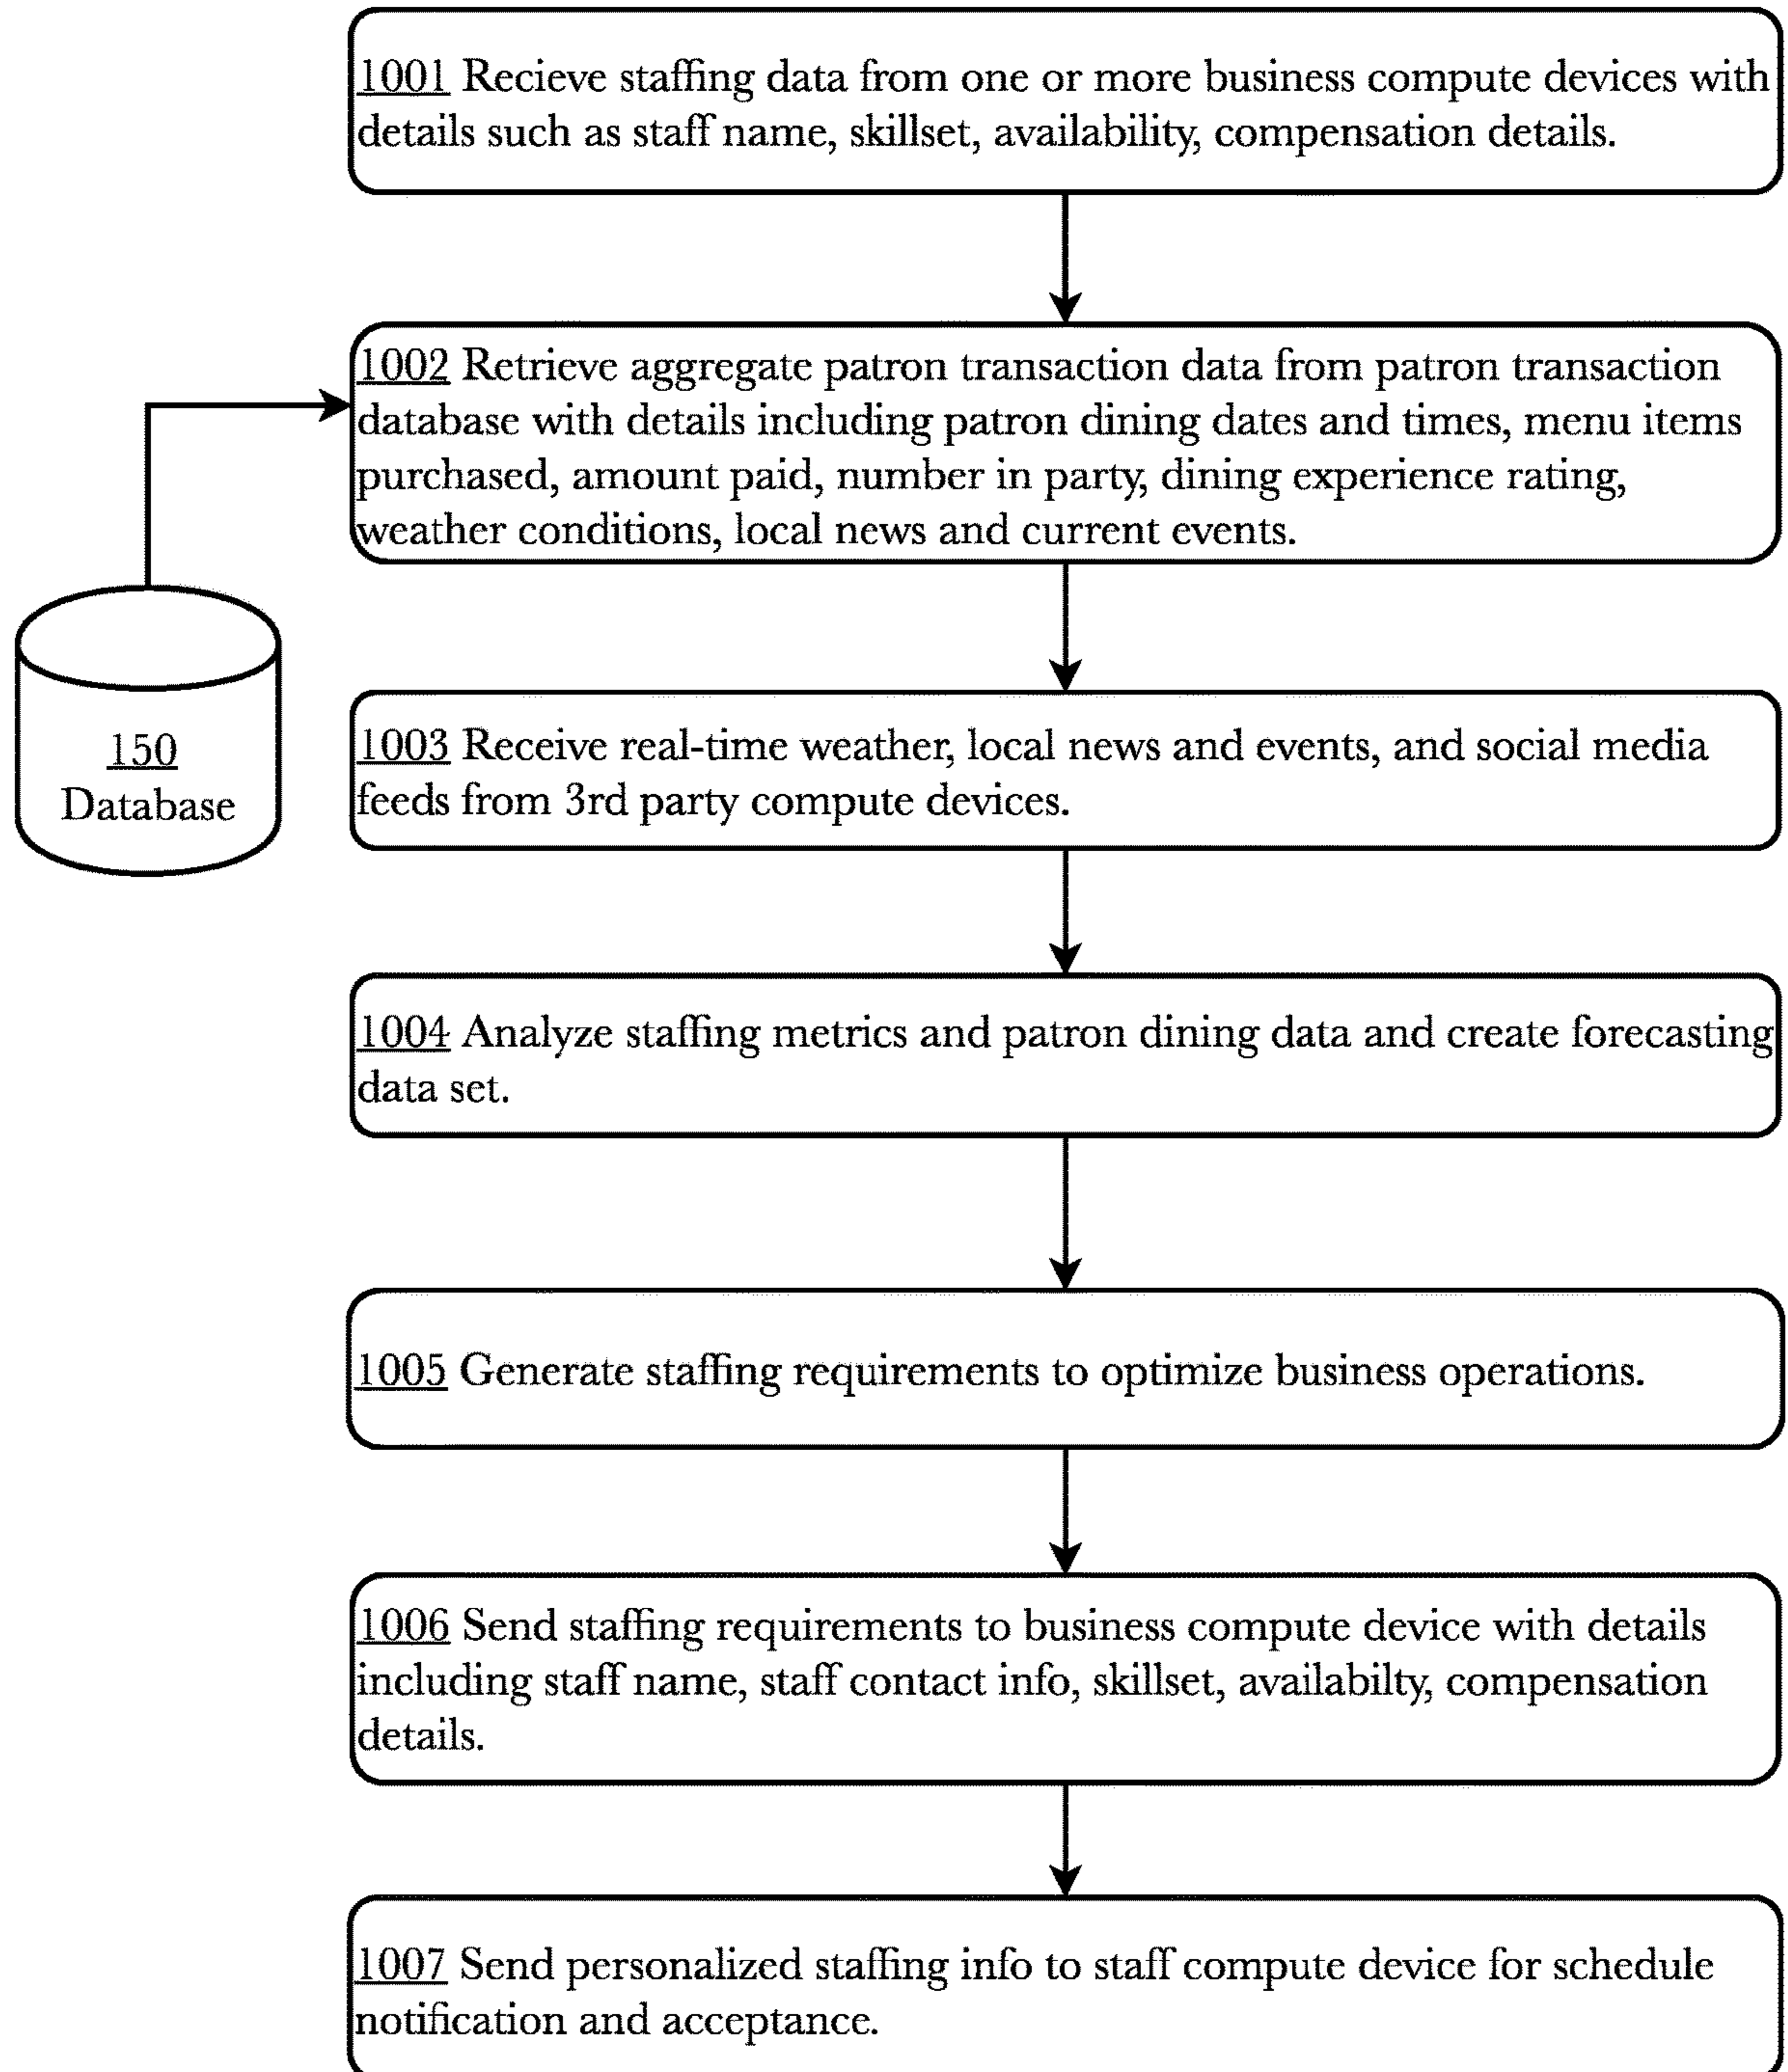 1001 Recieve staffing data from one or more business compute devices with
details such as staff name, skillset, availability, compensation details.
1002 Retrieve aggregate patron transaction data from patron transaction
database with details including patron dining dates and times, menu items
purchased, amount paid, number in party, dining experience rating,
weather conditions, local news and current events.
150
Database
1003 Receive real-time weather, local news and events, and social media
feeds from 3rd party compute devices.
1004 Analyze staffing metrics and patron dining data and create forecasting
data set.
1005 Generate staffing requirements to optimize business operations.
1006 Send staffing requirements to business compute device with details
including staff name, staff contact info, skillset, availabilty, compensation
details.
1007 Send personalized staffing info to staff compute device for schedule
notification and acceptance.